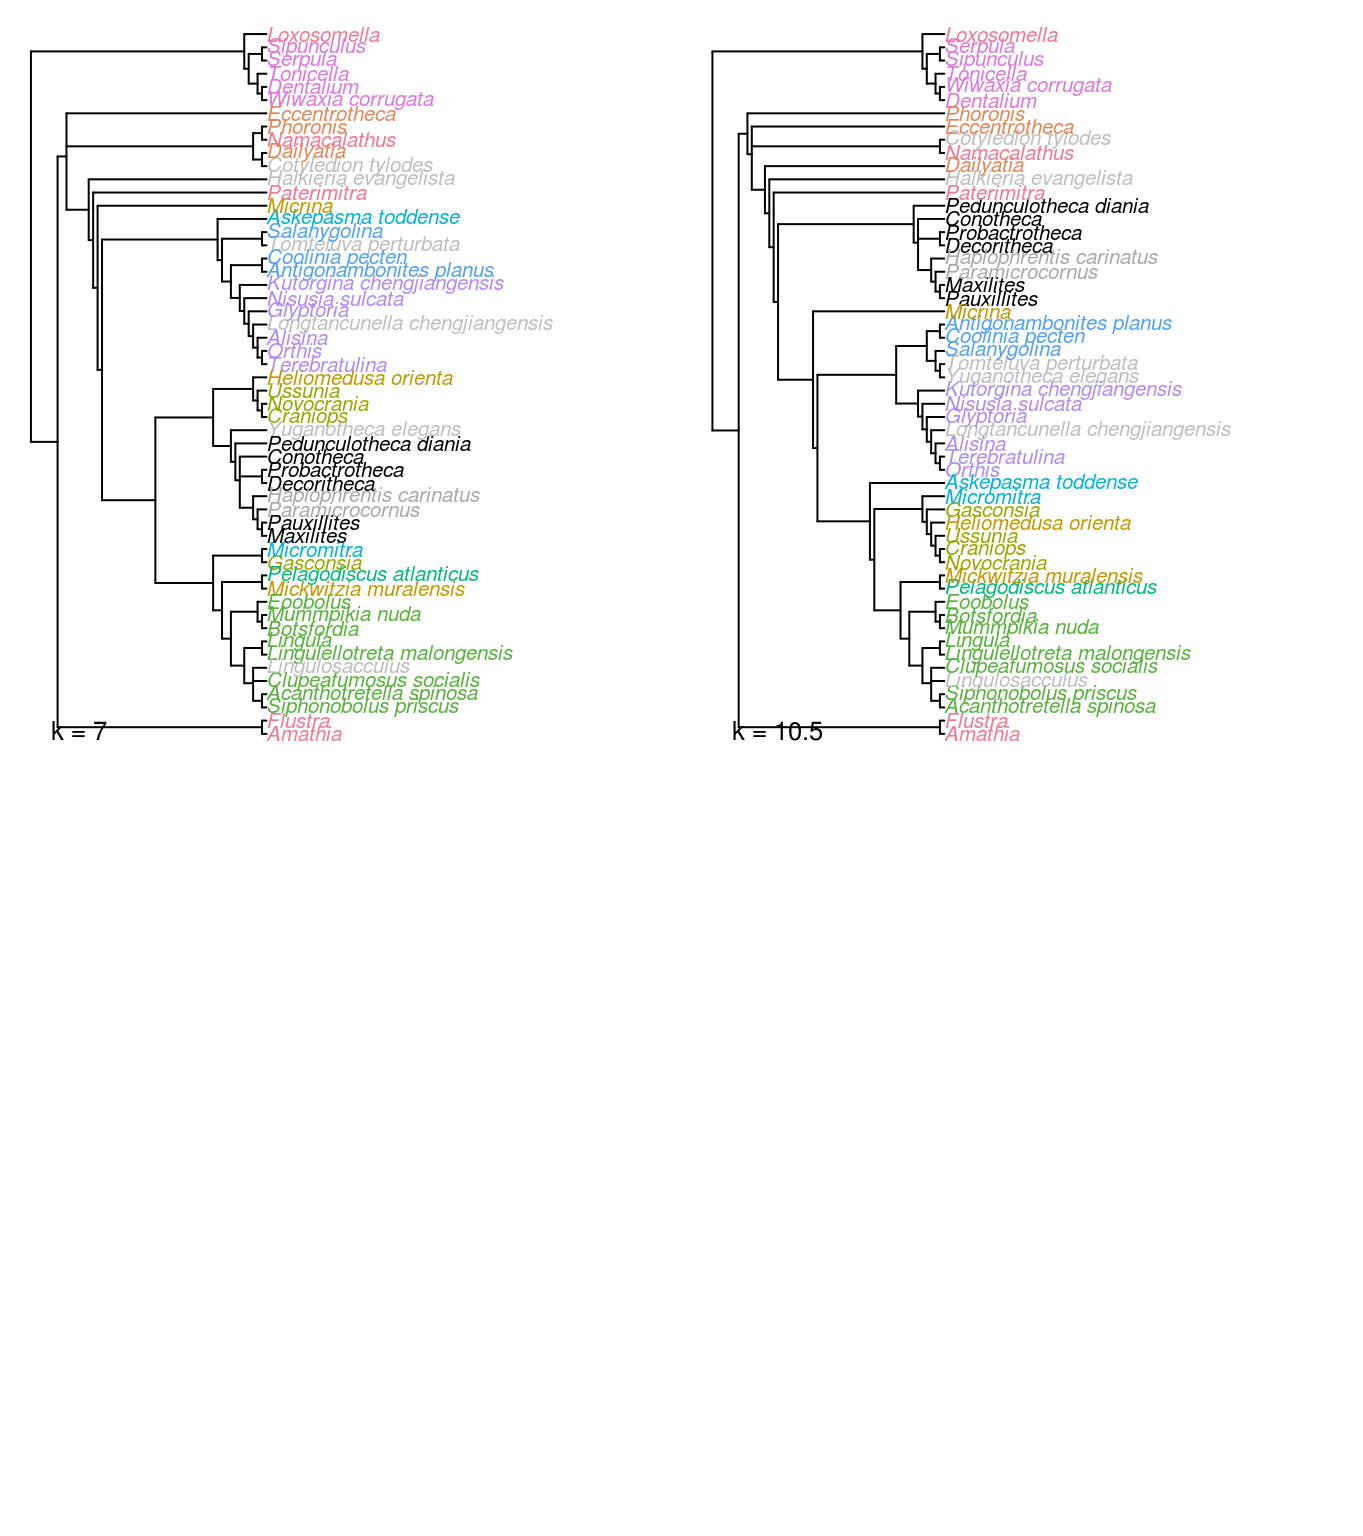 Loxosomella
Sipunculus
Serpula
Tonicella
Dentalium
Wiwaxia corrugata
Eccentrotheca
Phoronis
Namacalathus
Dailyatia
Cotyledion tylodes
Halkieria evangelista
Paterimitra
Micrina
Askepasma toddense
Salanygolina
Tomteluva perturbata
Coolinia pecten
Antigonambonites planus
Kutorgina chengjiangensis
Nisusia sulcata
Glyptoria
Longtancunella chengjiangensis
Alisina
Orthis
Terebratulina
Heliomedusa orienta
Ussunia
Novocrania
Craniops
Yuganotheca elegans
Pedunculotheca diania
Conotheca
Probactrotheca
Decoritheca
Haplophrentis carinatus
Paramicrocornus
Pauxillites
Maxilites
Micromitra
Gasconsia
Pelagodiscus atlanticus
Mickwitzia muralensis
Eoobolus
Mummpikia nuda
Botsfordia
Lingula
Lingulellotreta malongensis
Lingulosacculus
Clupeafumosus socialis
Acanthotretella spinosa
Siphonobolus priscus
Flustra
Amathia
k = 7
Loxosomella
Serpula
Sipunculus
Tonicella
Wiwaxia corrugata
Dentalium
Phoronis
Eccentrotheca
Cotyledion tylodes
Namacalathus
Dailyatia
Halkieria evangelista
Paterimitra
Pedunculotheca diania
Conotheca
Probactrotheca
Decoritheca
Haplophrentis carinatus
Paramicrocornus
Maxilites
Pauxillites
Micrina
Antigonambonites planus
Coolinia pecten
Salanygolina
Tomteluva perturbata
Yuganotheca elegans
Kutorgina chengjiangensis
Nisusia sulcata
Glyptoria
Longtancunella chengjiangensis
Alisina
Terebratulina
Orthis
Askepasma toddense
Micromitra
Gasconsia
Heliomedusa orienta
Ussunia
Craniops
Novocrania
Mickwitzia muralensis
Pelagodiscus atlanticus
Eoobolus
Botsfordia
Mummpikia nuda
Lingula
Lingulellotreta malongensis
Clupeafumosus socialis
Lingulosacculus
Siphonobolus priscus
Acanthotretella spinosa
Flustra
Amathia
k = 10.5